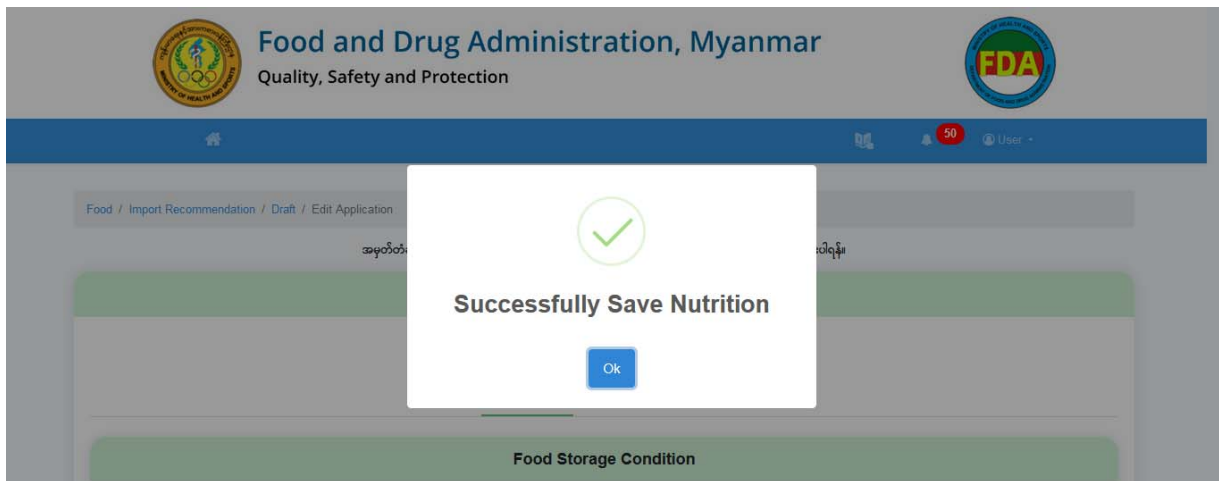 Food and Drug Administration, Myanmar
Quality, Safety and Protection
FDA
50
User
Food / Import Recommendation / Draft / Edit Application
Successfully Save Nutrition
Ok
Food Storage Condition